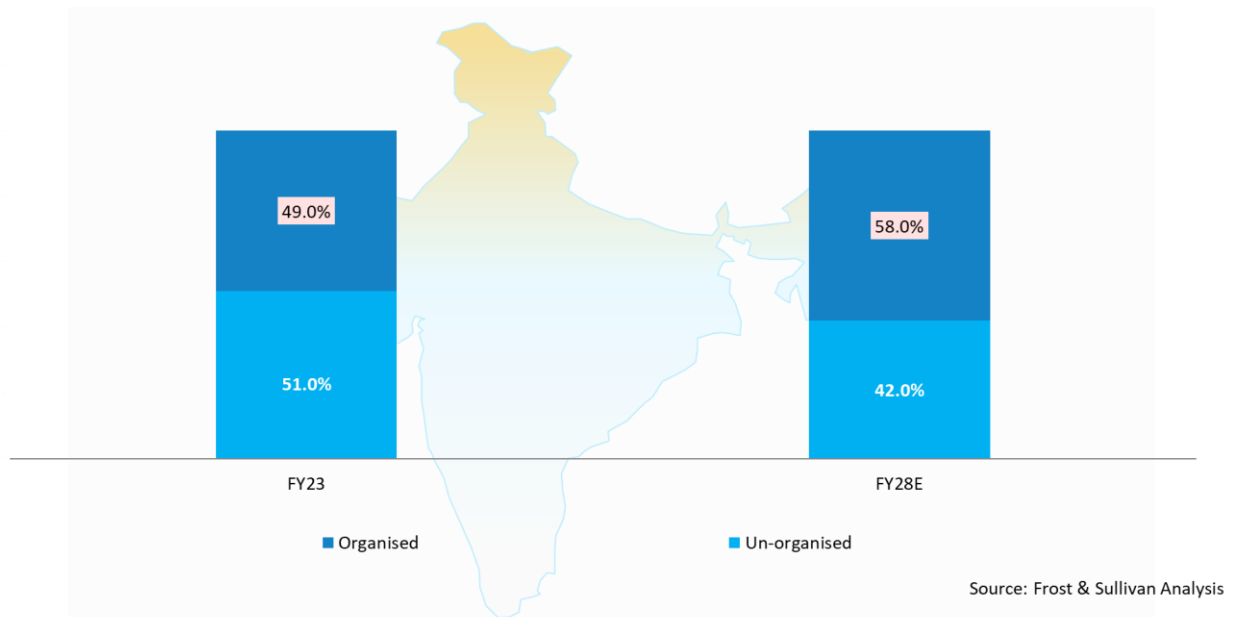 49.0%
58.0%
51.0%
42.0%
FY23
FY28E
Organised
Un-organised
Source: Frost & Sullivan Analysis